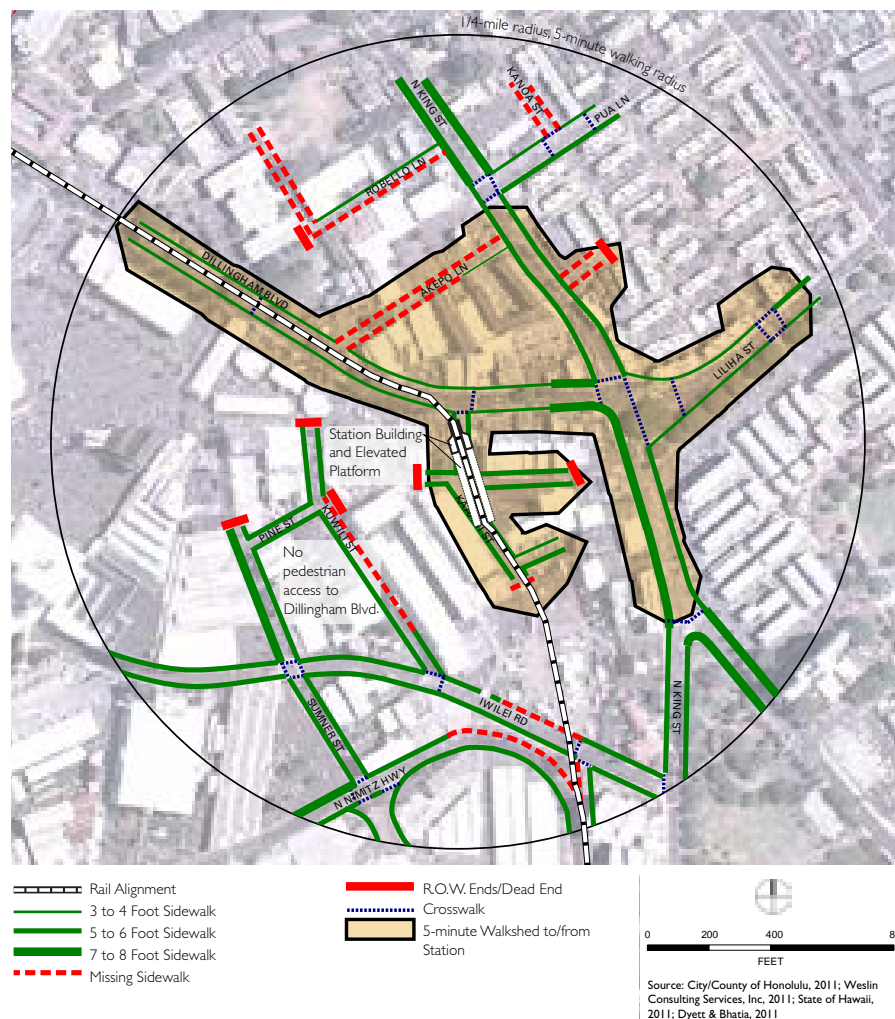 1/4-mile radius, 5-minute walking radius
N KING ST
KANOA ST
PUA LN
ROBELLO LN
DILLINGHAM BLVD
AKEPO LN
LILIHA ST
Station Building
and Elevated
Platform
PINE ST
KUWILI ST
No
pedestrian
access to
Dillingham Blvd.
SUMNER ST
IWILEI RD
N KING ST
N NIMITZ HWY
Rail Alignment
3 to 4 Foot Sidewalk
5 to 6 Foot Sidewalk
7 to 8 Foot Sidewalk
Missing Sidewalk
R.O.W. Ends/Dead End
Crosswalk
5-minute Walkshed to/from
Station
0 200 400 8
FEET
Source: City/County of Honolulu, 2011; Weslin
Consulting Services, Inc, 2011; State of Hawaii,
2011; Dyett & Bhatia, 2011